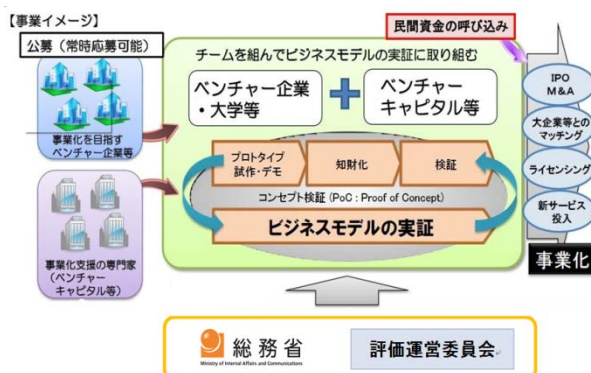 【事業イメージ】
民間資金の呼び込み
公募（常時応募可能）
チームを組んでビジネスモデルの実証に取り組む
ベンチャー企業
・大学等
ベンチャー
キャピタル等
事業化を目指す
ベンチャー企業等
プロトタイプ
試作・デモ
知財化
検証
コンセプト検証（PoC : Proof of Concept）
ビジネスモデルの実証
事業化支援の専門家
（ベンチャー
キャピタル等）
IPO
M＆A
大企業等との
マッチング
ライセンシング
新サービス
投入
事業化
総務省
Ministry of Internal Affairs and Communications
評価運営委員会